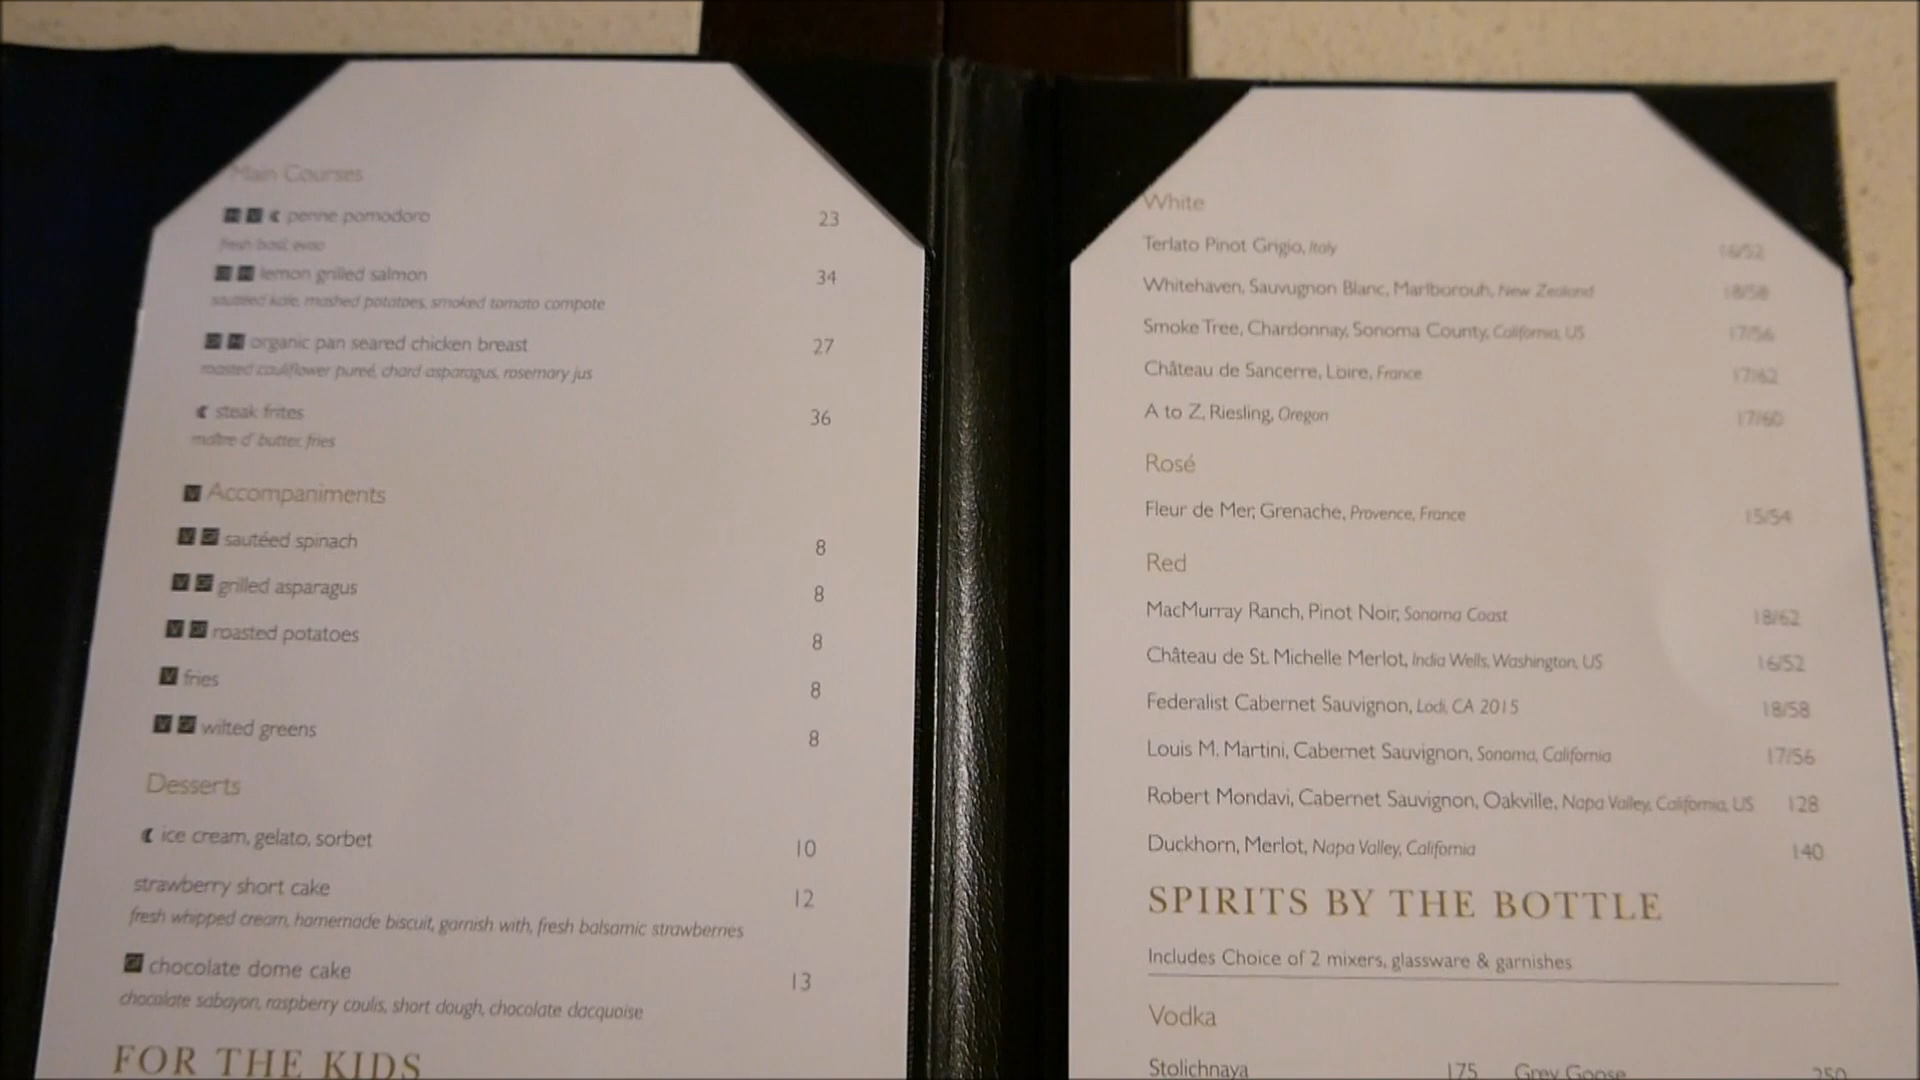 Main Courses
penne pomodoro 23
fresh basil, evoo
lemon grilled salmon 34
sautéed kale, mashed potatoes, smoked tomato compote
organic pan seared chicken breast 27
roasted cauliflower pureé, chard asparagus, rosemary jus
steak frites 36
maître d' butter, fries
V Accompaniments
V GF sautéed spinach 8
V GF grilled asparagus 8
V GF roasted potatoes 8
V fries 8
V GF wilted greens 8
Desserts
ice cream, gelato, sorbet 10
strawberry short cake 12
fresh whipped cream, homemade biscuit, garnish with, fresh balsamic strawberries
GF chocolate dome cake 13
chocolate sabayon, raspberry coulis, short dough, chocolate dacquoise
FOR THE KIDS
White
Terlato Pinot Grigio, Italy 16/52
Whitehaven, Sauvugnon Blanc, Marlborouh, New Zealand 18/58
Smoke Tree, Chardonnay, Sonoma County, California, US 17/56
Château de Sancerre, Loire, France 17/62
A to Z, Riesling, Oregon 17/60
Rosé
Fleur de Mer, Grenache, Provence, France 15/54
Red
MacMurray Ranch, Pinot Noir, Sonoma Coast 18/62
Château de St. Michelle Merlot, India Wells, Washington, US 16/52
Federalist Cabernet Sauvignon, Lodi, CA 2015 18/58
Louis M. Martini, Cabernet Sauvignon, Sonoma, California 17/56
Robert Mondavi, Cabernet Sauvignon, Oakville, Napa Valley, California, US 128
Duckhorn, Merlot, Napa Valley, California 140
SPIRITS BY THE BOTTLE
Includes Choice of 2 mixers, glassware & garnishes
Vodka
Stolichnaya 175 Grey Goose 250